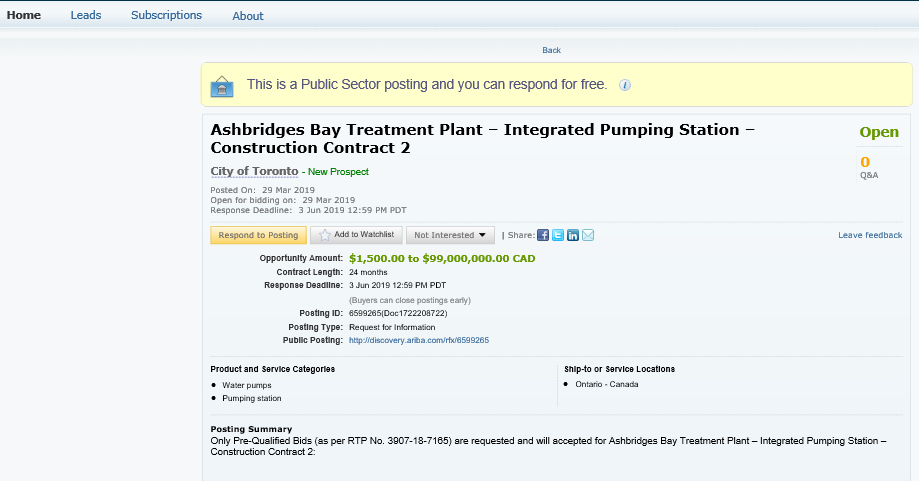 Home Leads Subscriptions About
Back
This is a Public Sector posting and you can respond for free. i
Ashbridges Bay Treatment Plant – Integrated Pumping Station –
Construction Contract 2
Open
City of Toronto - New Prospect
0
Q&A
Posted On: 29 Mar 2019
Open for bidding on: 29 Mar 2019
Response Deadline: 3 Jun 2019 12:59 PM PDT
Respond to Posting Add to Watchlist Not Interested | Share: Leave feedback
Opportunity Amount: $1,500.00 to $99,000,000.00 CAD
Contract Length: 24 months
Response Deadline: 3 Jun 2019 12:59 PM PDT
(Buyers can close postings early)
Posting ID: 6599265(Doc1722208722)
Posting Type: Request for Information
Public Posting: http://discovery.ariba.com/rfx/6599265
Product and Service Categories
Water pumps
Pumping station
Ship-to or Service Locations
Ontario - Canada
Posting Summary
Only Pre-Qualified Bids (as per RTP No. 3907-18-7165) are requested and will accepted for Ashbridges Bay Treatment Plant – Integrated Pumping Station –
Construction Contract 2: